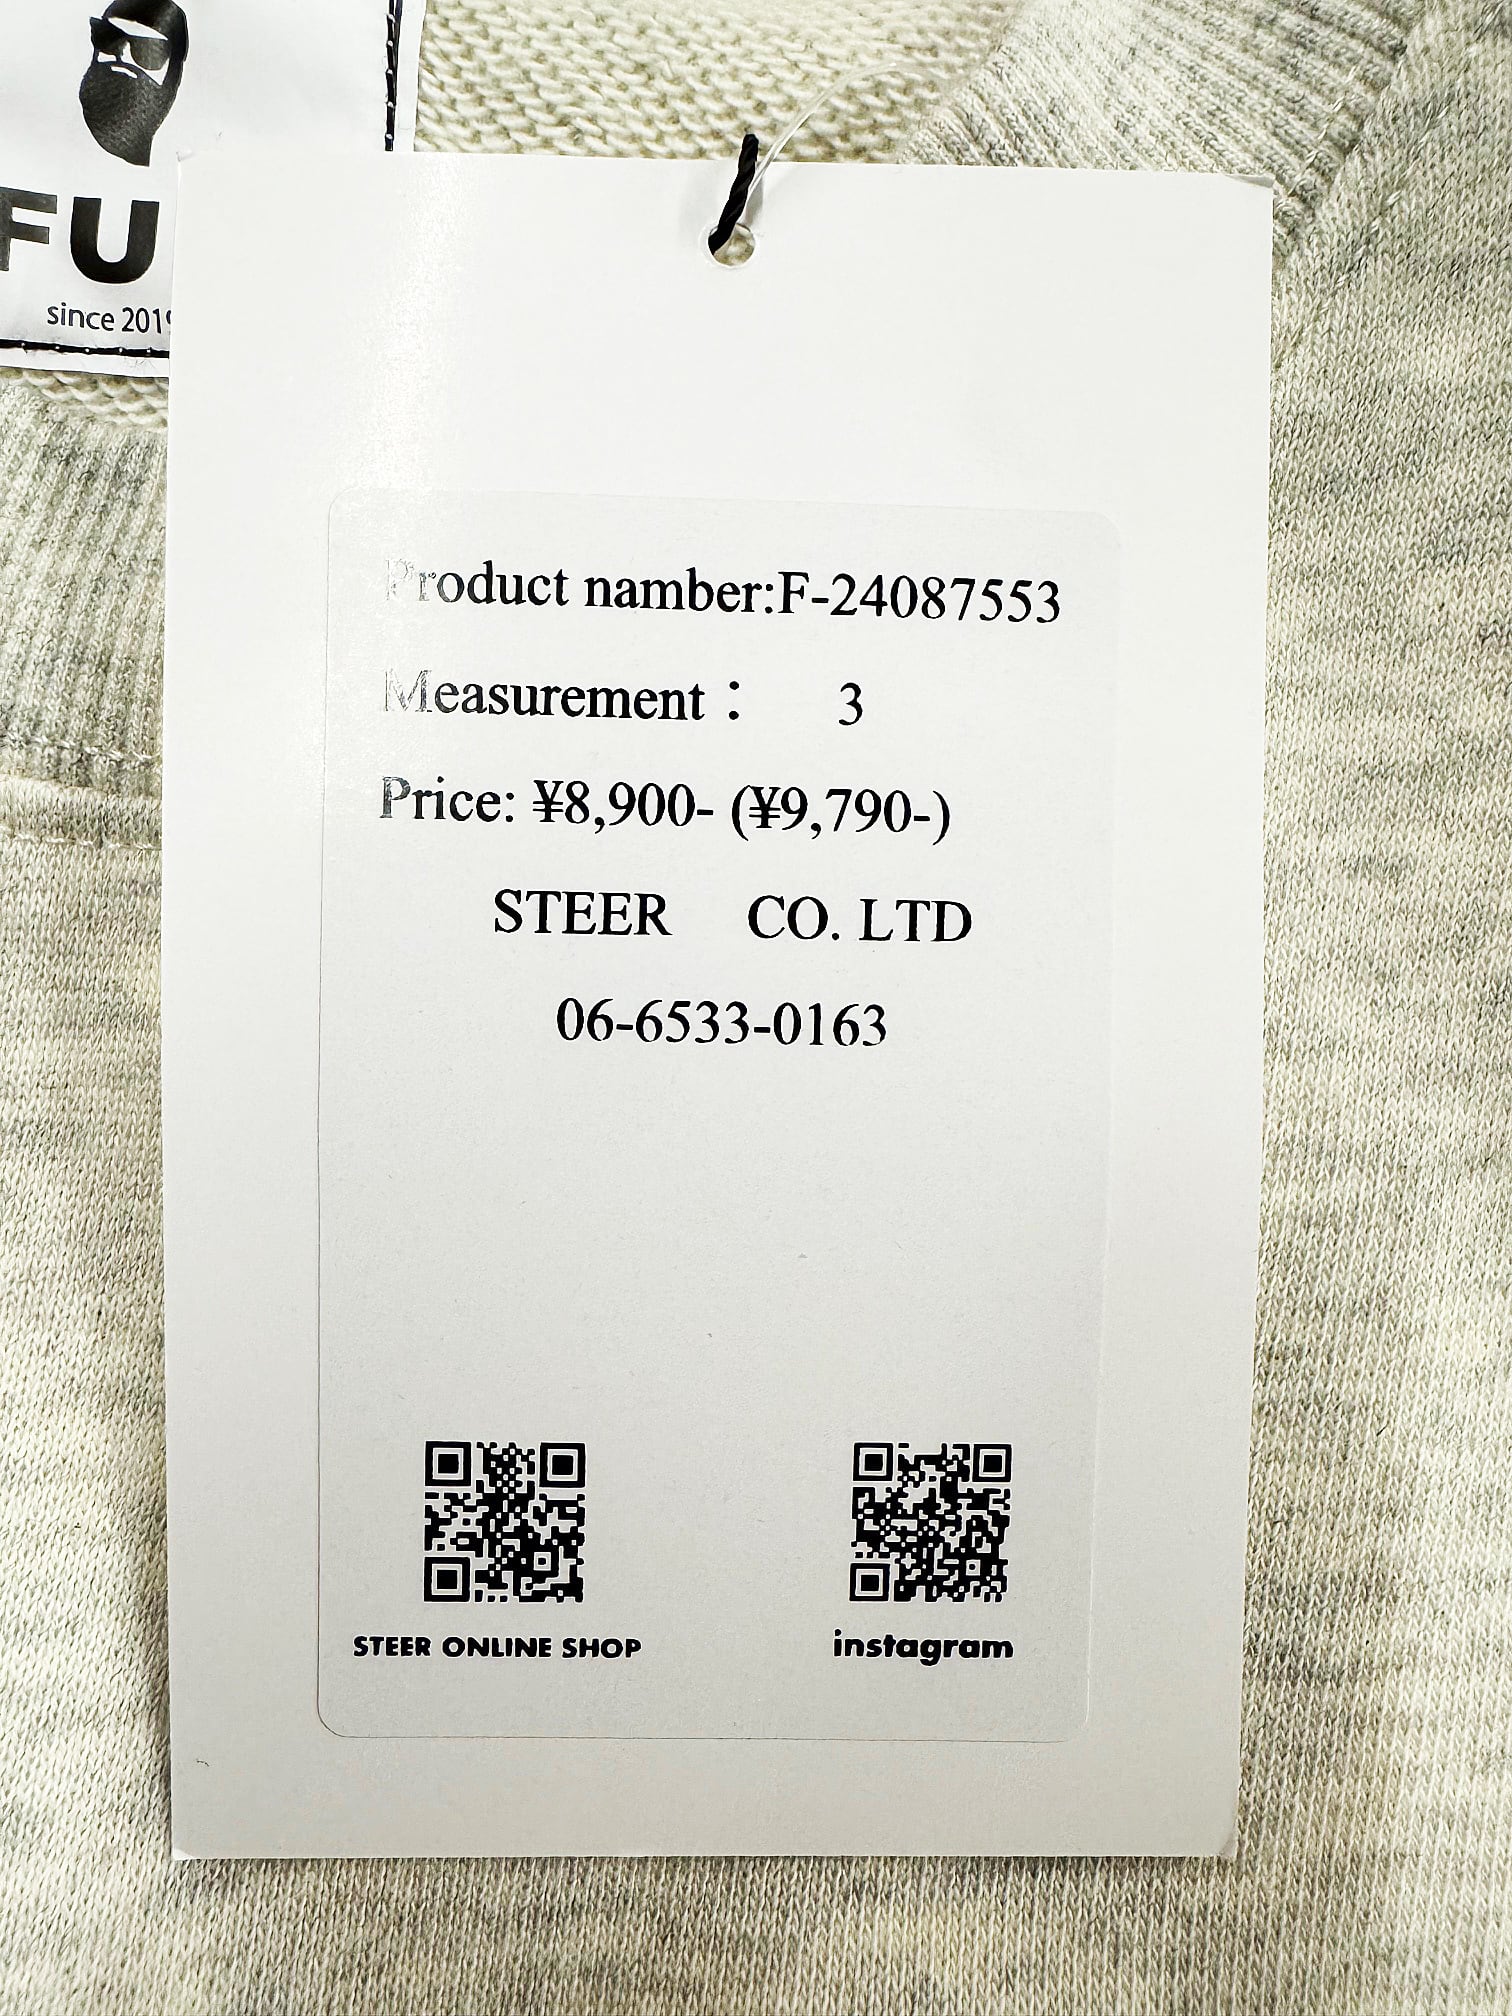 FU
since 2019
Product namber:F-24087553
Measurement： 3
Price: ¥8,900- (¥9,790-)
STEER CO. LTD
06-6533-0163
STEER ONLINE SHOP
instagram